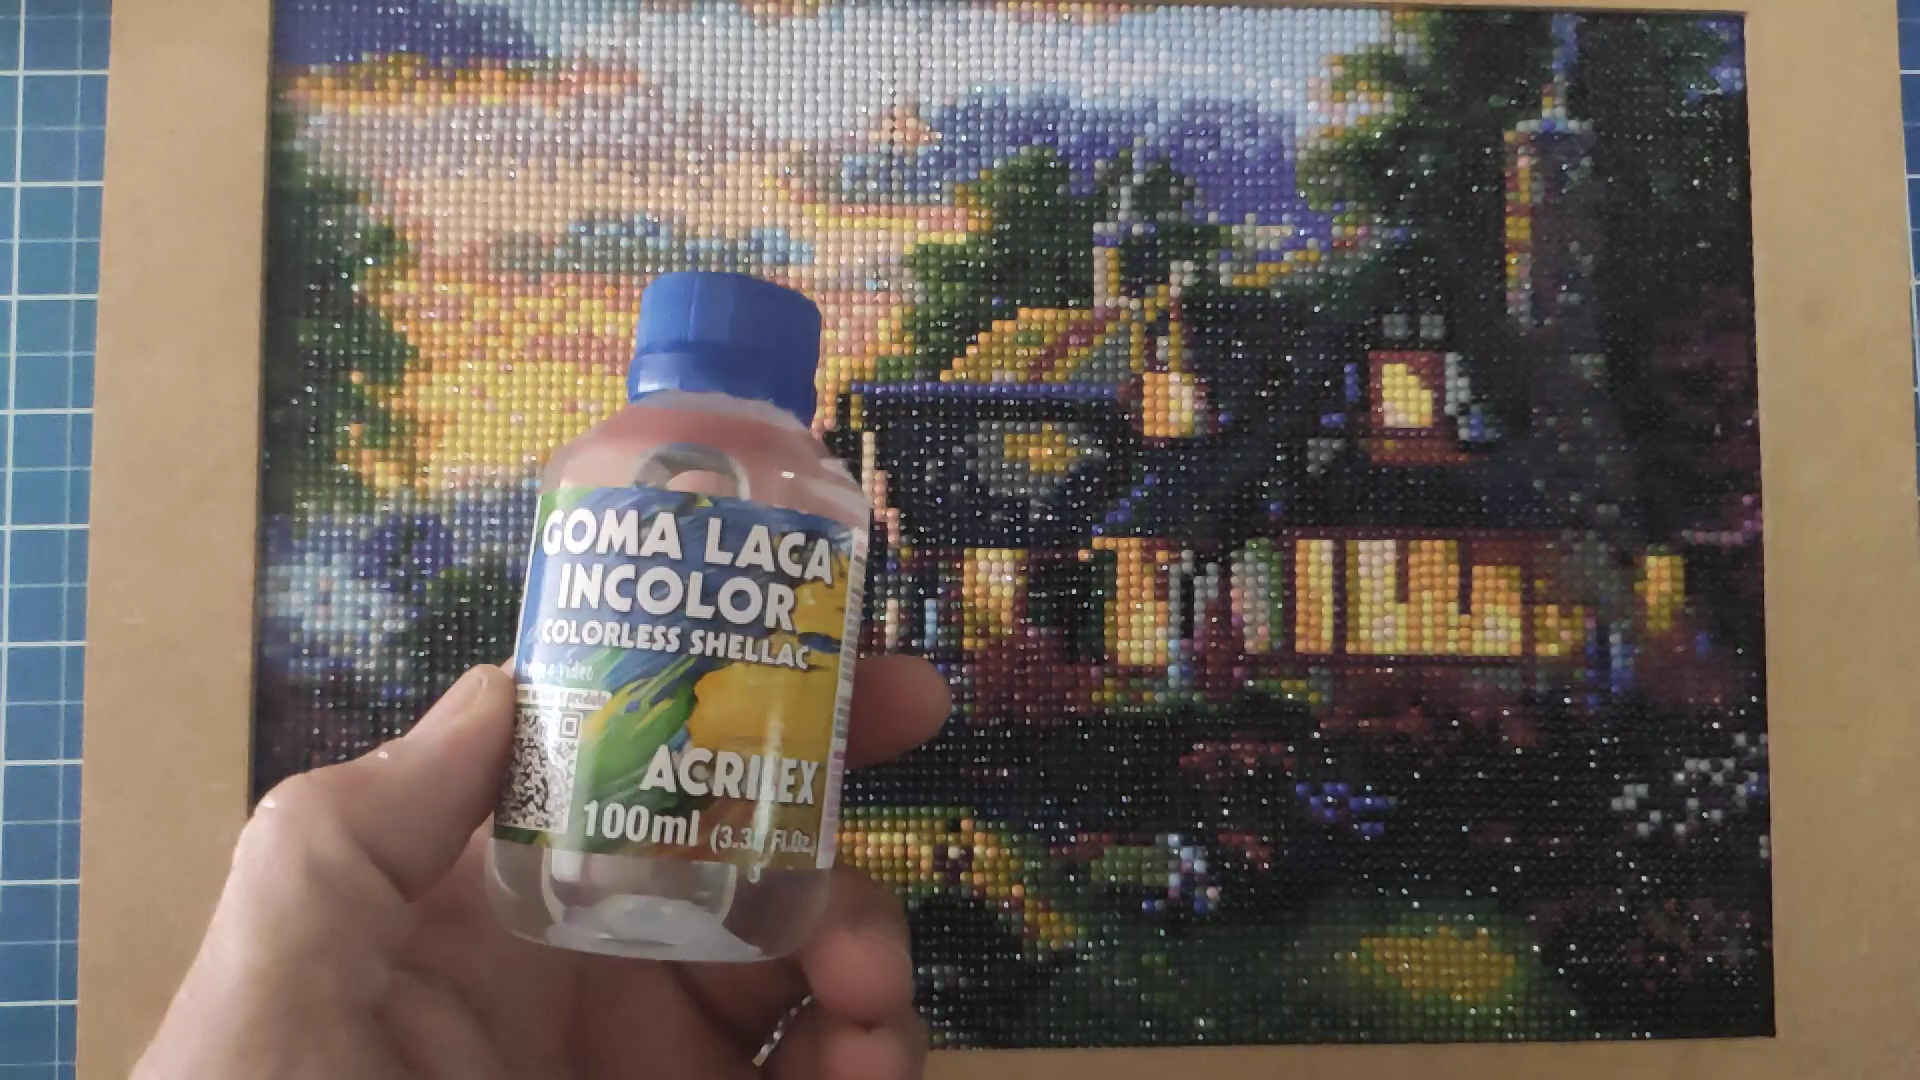 GOMA LACA
INCOLOR
COLORLESS SHELLAC
ACRILEX
100ml